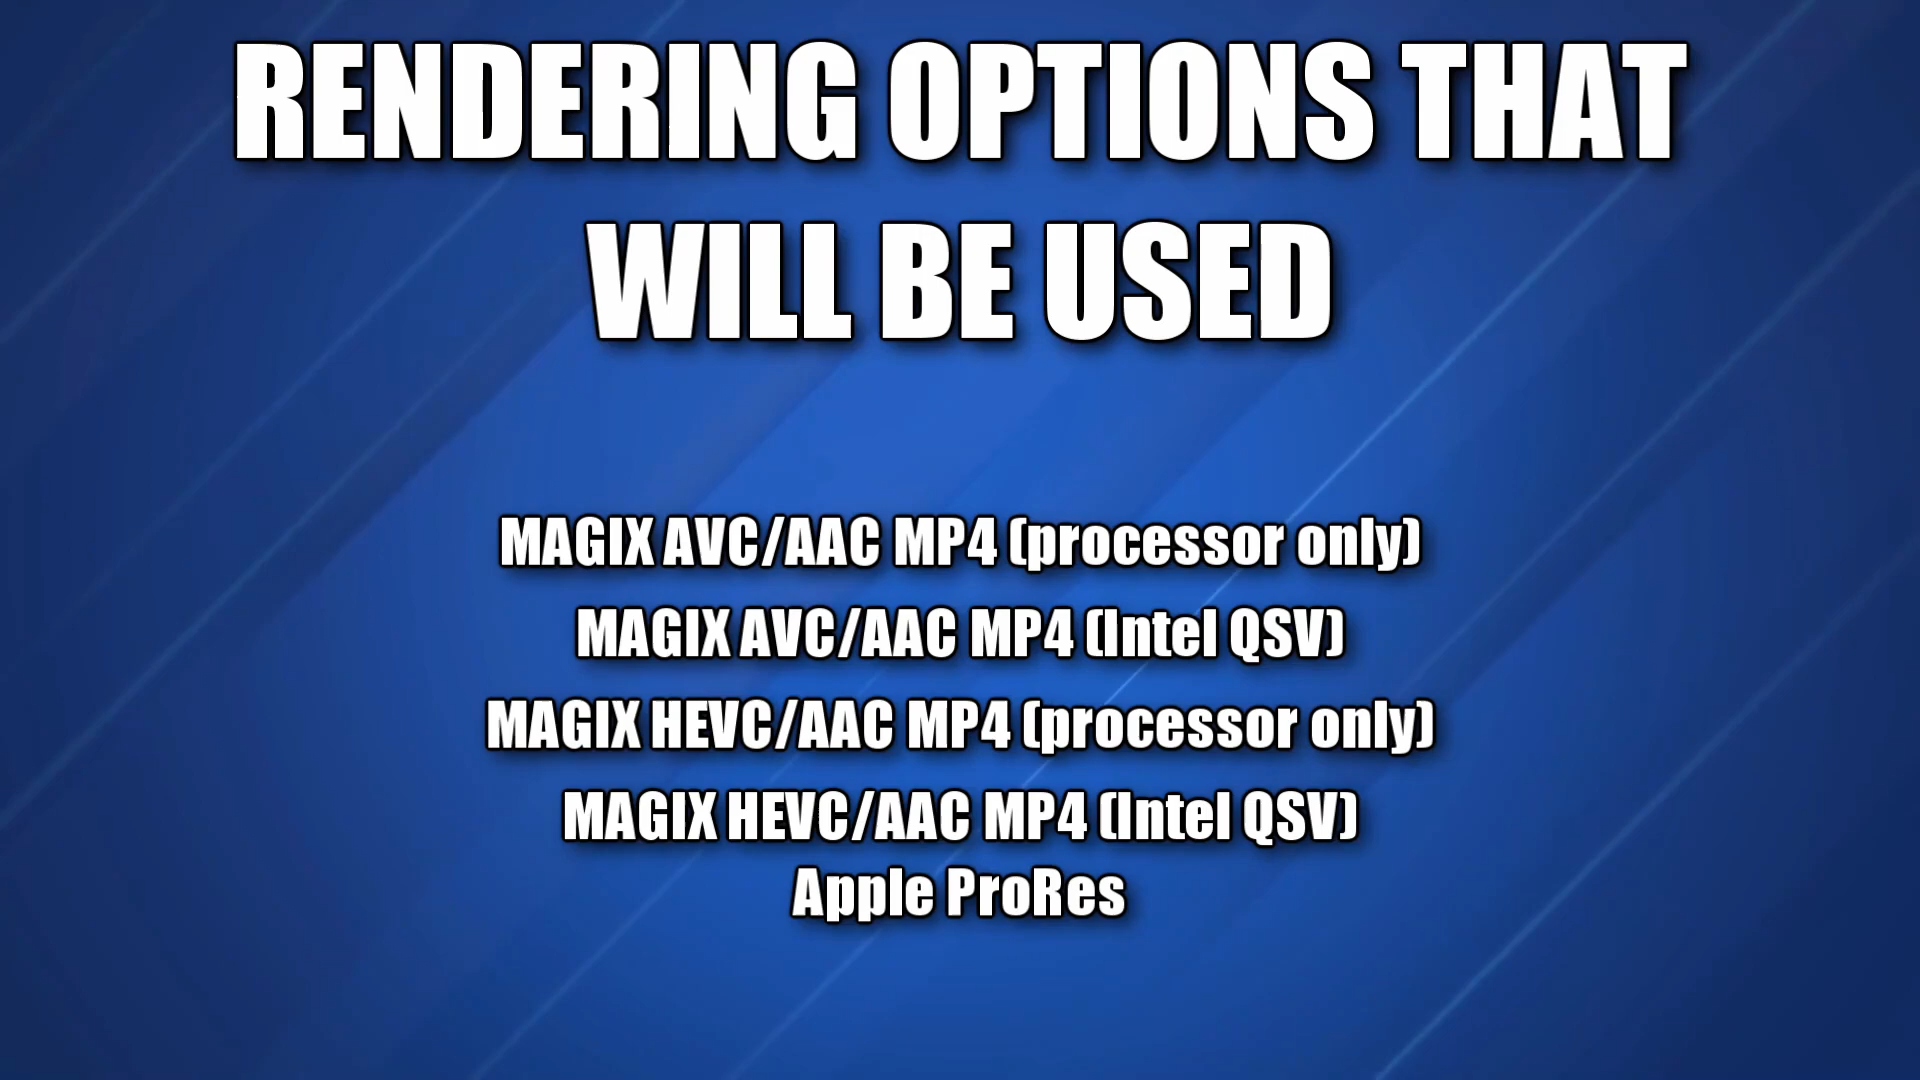 RENDERING OPTIONS THAT
WILL BE USED
MAGIX AVC/AAC MP4 (processor only)
MAGIX AVC/AAC MP4 (Intel QSV)
MAGIX HEVC/AAC MP4 (processor only)
MAGIX HEVC/AAC MP4 (Intel QSV)
Apple ProRes